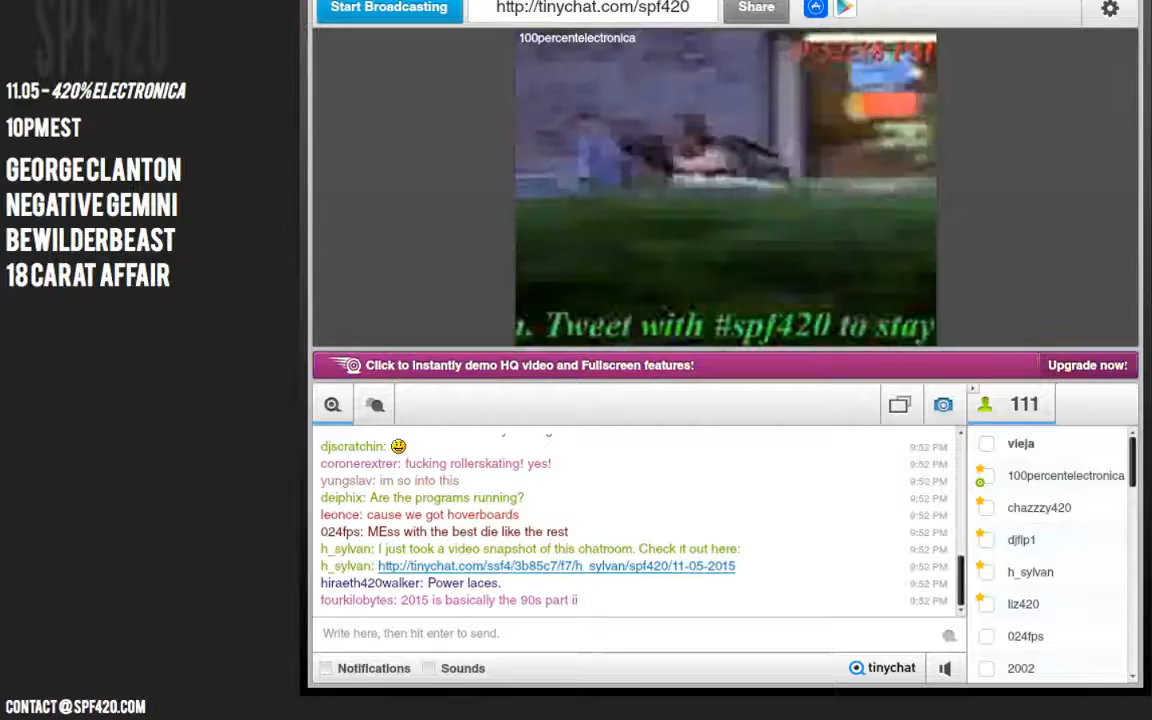 SPF420
11.05 - 420%ELECTRONICA
10PM EST
GEORGE CLANTON
NEGATIVE GEMINI
BEWILDERBEAST
18 CARAT AFFAIR
CONTACT@SPF420.COM
Start Broadcasting
http://tinychat.com/spf420
Share
100percentelectronica
. Tweet with #spf420 to stay
Click to instantly demo HQ video and Fullscreen features!
Upgrade now!
111
djscratchin:
9:52 PM
coronerextrer: fucking rollerskating! yes!
9:52 PM
yungslav: im so into this
9:52 PM
deiphix: Are the programs running?
9:52 PM
leonce: cause we got hoverboards
9:52 PM
024fps: MEss with the best die like the rest
9:52 PM
h_sylvan: I just took a video snapshot of this chatroom. Check it out here:
9:52 PM
h_sylvan: http://tinychat.com/ssf4/3b85c7/f7/h_sylvan/spf420/11-05-2015
9:52 PM
hiraeth420walker: Power laces.
9:52 PM
fourkilobytes: 2015 is basically the 90s part ii
9:52 PM
Write here, then hit enter to send.
Notifications
Sounds
tinychat
vieja
100percentelectronica
chazzzy420
djflp1
h_sylvan
liz420
024fps
2002